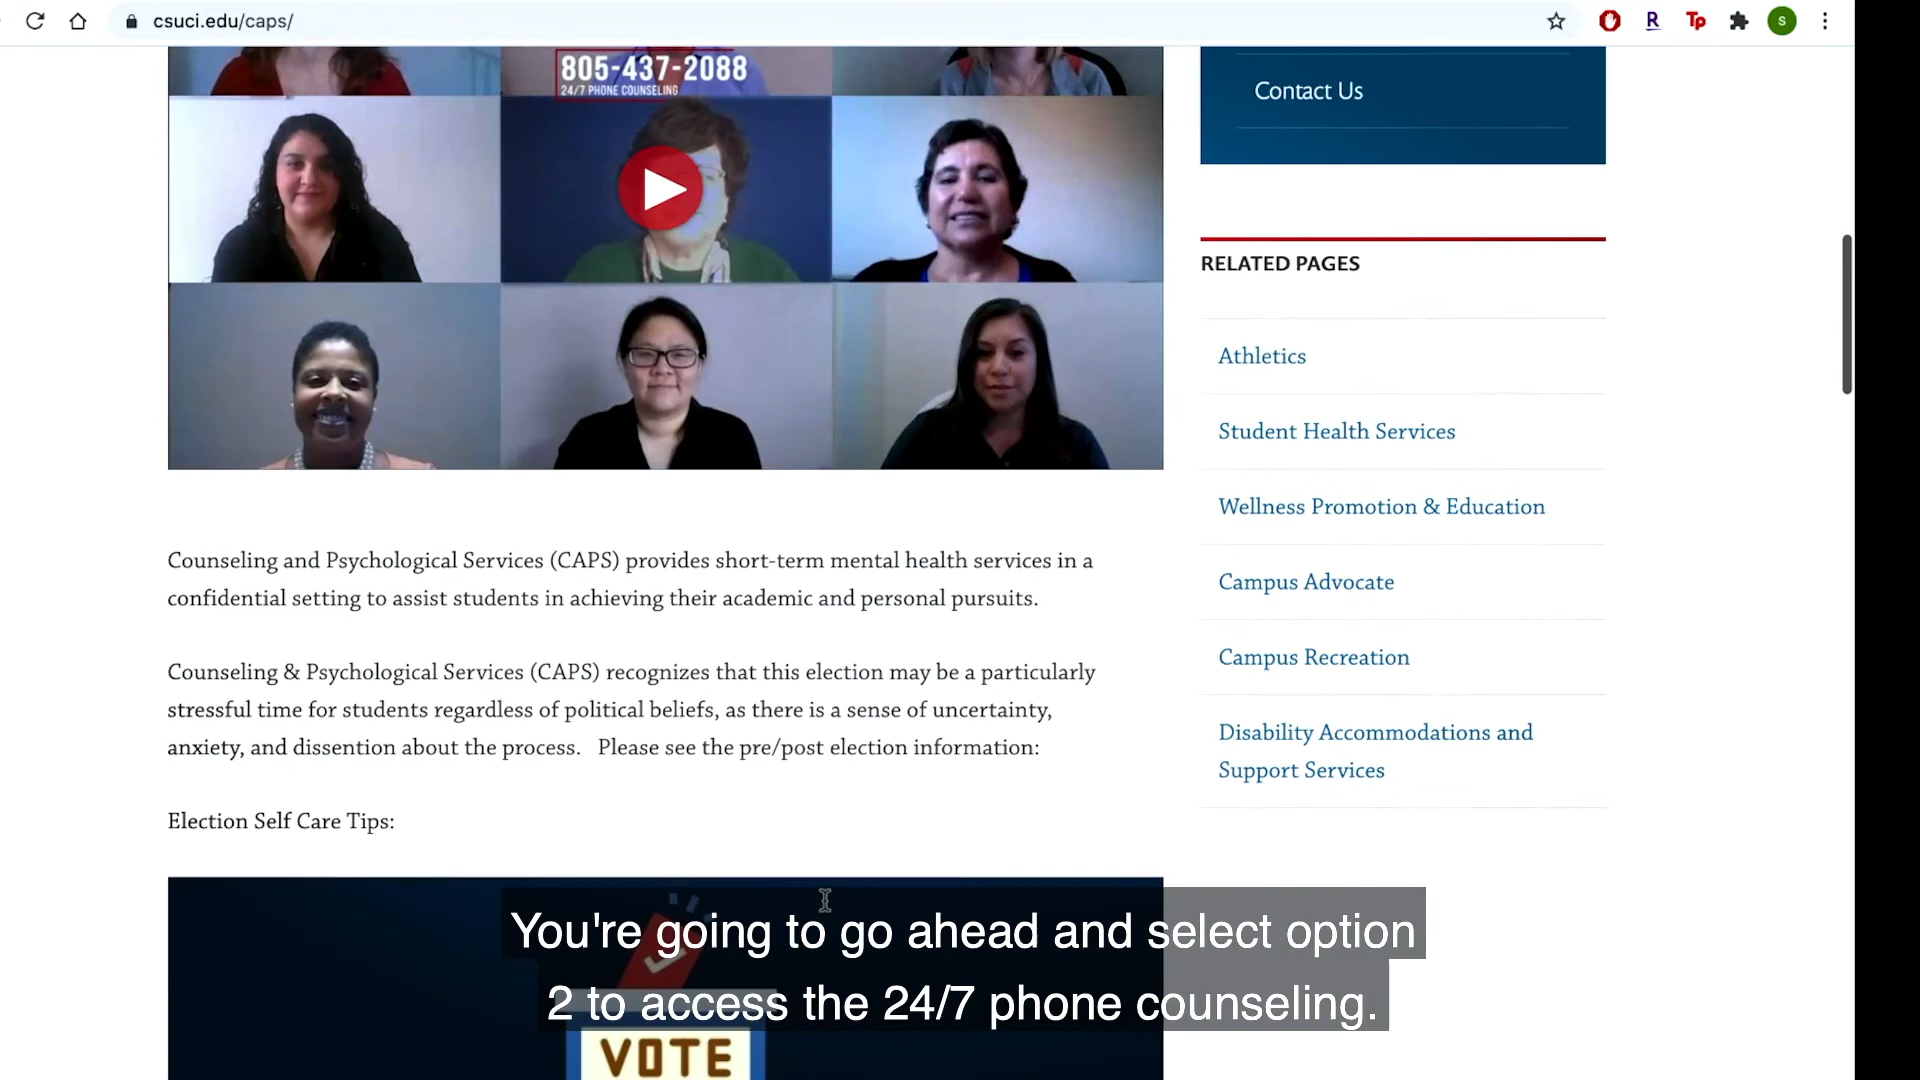 csuci.edu/caps/
R
Tp
S
805-437-2088
24/7 PHONE COUNSELING
Contact Us
RELATED PAGES
Athletics
Student Health Services
Wellness Promotion & Education
Campus Advocate
Campus Recreation
Disability Accommodations and
Support Services
Counseling and Psychological Services (CAPS) provides short-term mental health services in a
confidential setting to assist students in achieving their academic and personal pursuits.
Counseling & Psychological Services (CAPS) recognizes that this election may be a particularly
stressful time for students regardless of political beliefs, as there is a sense of uncertainty,
anxiety, and dissention about the process. Please see the pre/post election information:
Election Self Care Tips:
You're going to go ahead and select option
2 to access the 24/7 phone counseling.
VOTE